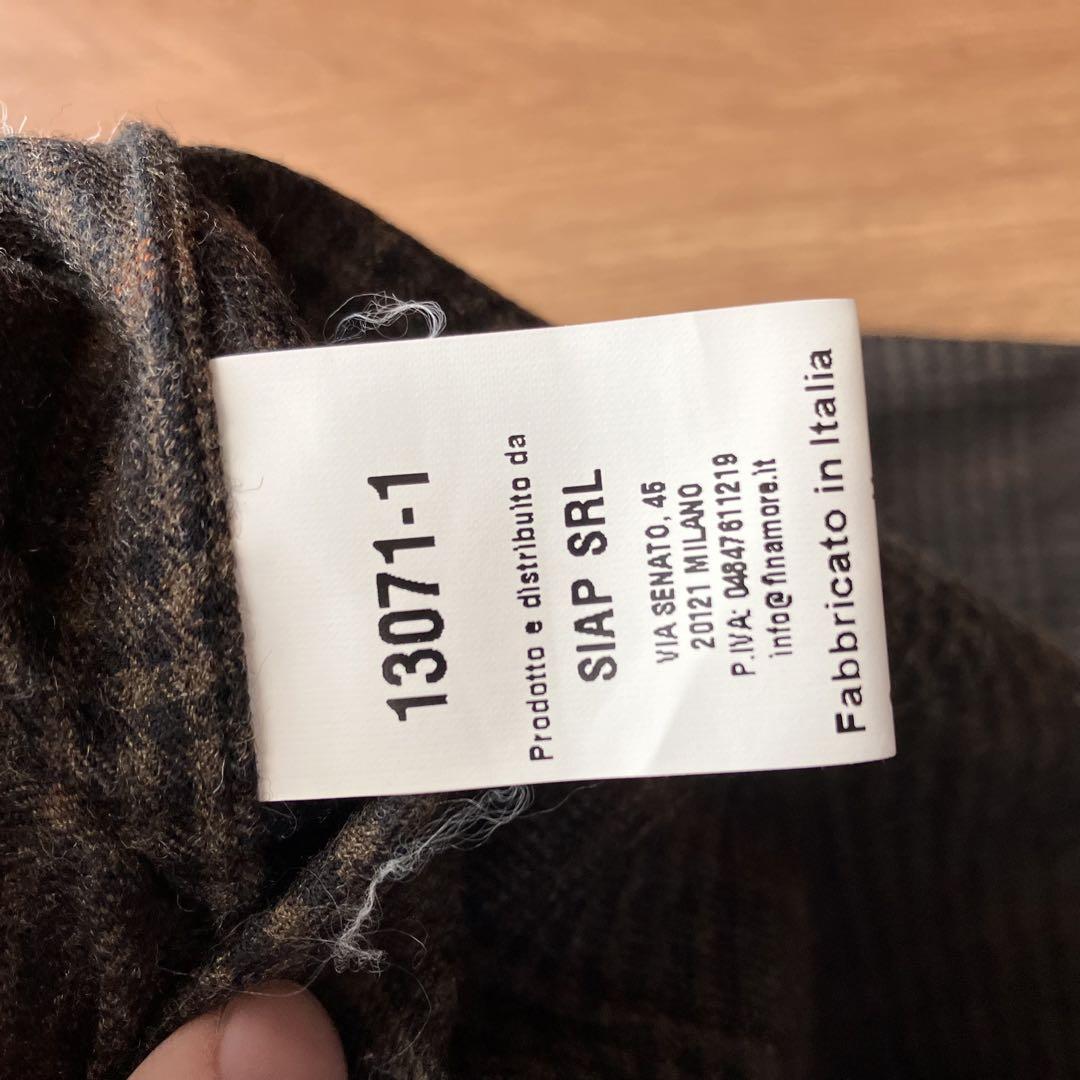 13071-1
Prodotto e distribuito da
SIAP SRL
VIA SENATO, 45
20121 MILANO
P.IVA: 04847611219
info@finamore.it
Fabbricato in Italia